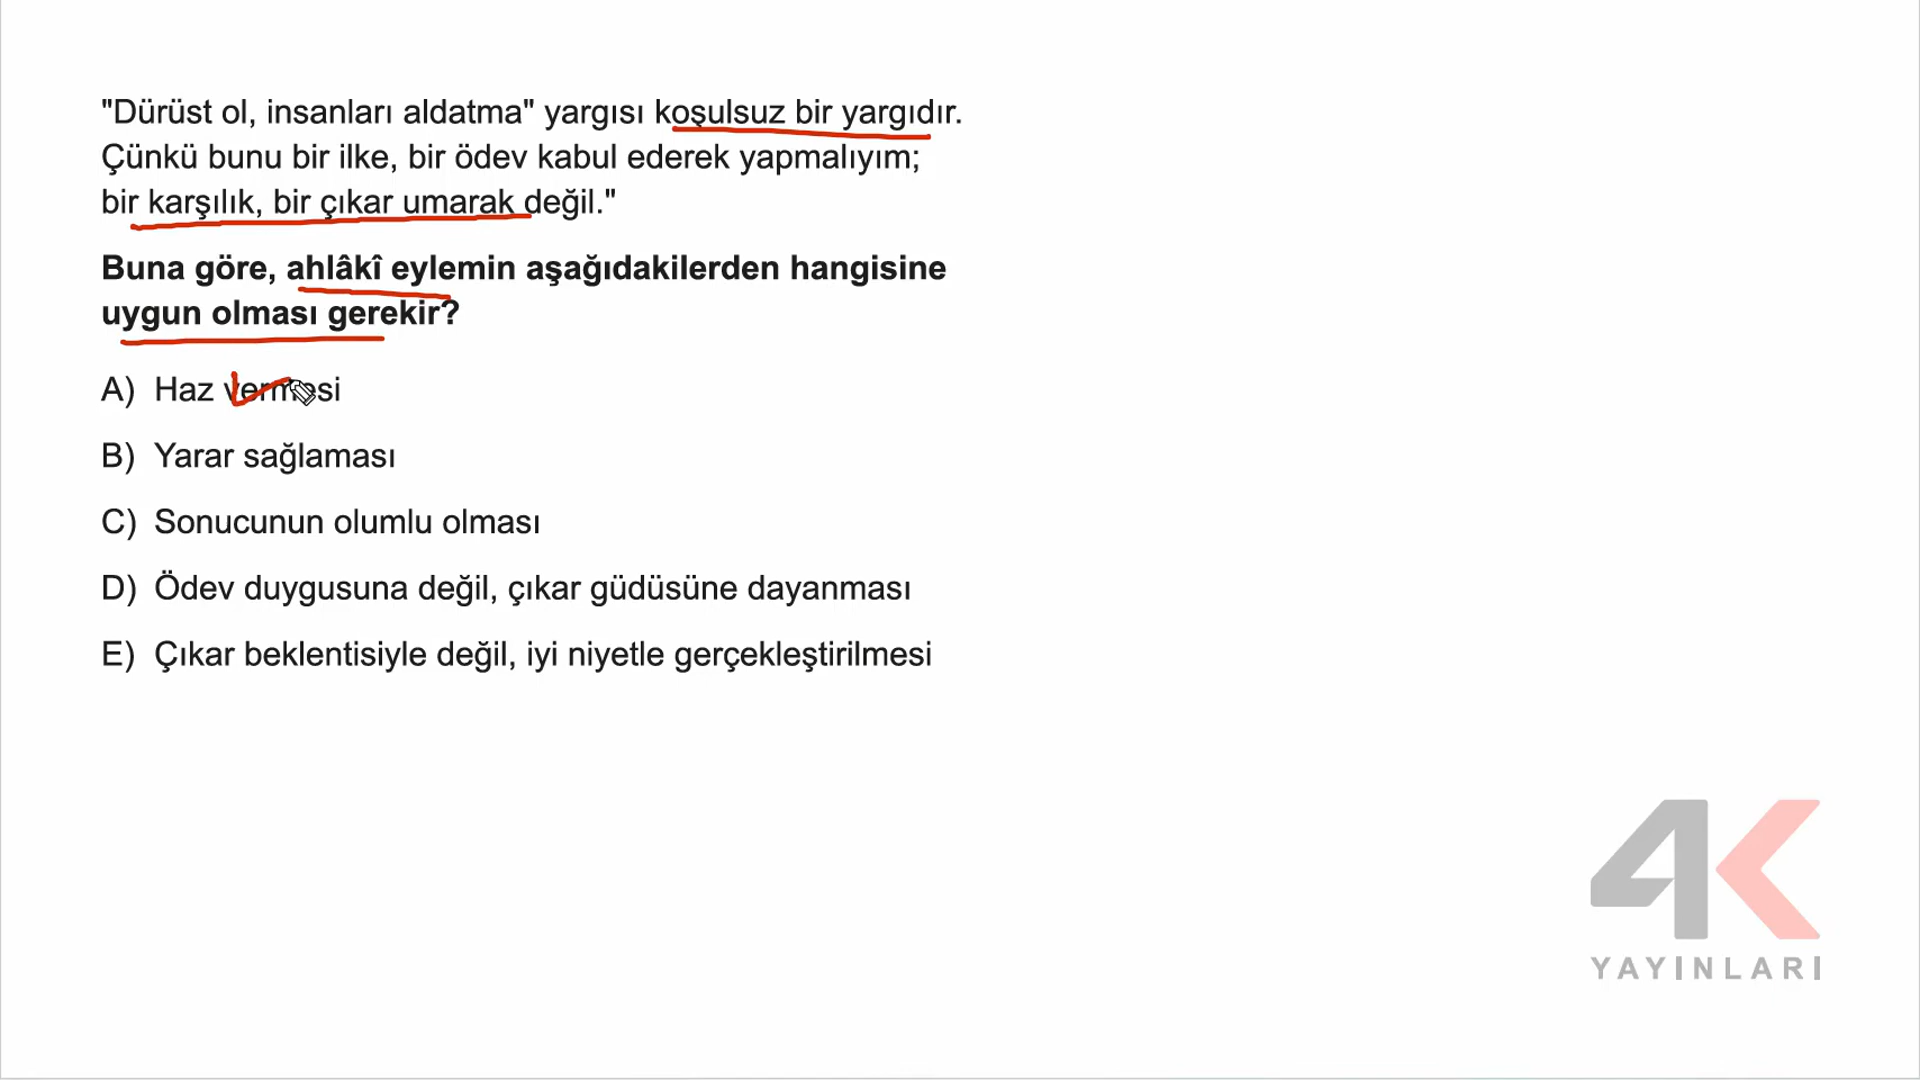 "Dürüst ol, insanları aldatma" yargısı koşulsuz bir yargıdır.
Çünkü bunu bir ilke, bir ödev kabul ederek yapmalıyım;
bir karşılık, bir çıkar umarak değil."
Buna göre, ahlâkî eylemin aşağıdakilerden hangisine
uygun olması gerekir?
A) Haz vermesi
B) Yarar sağlaması
C) Sonucunun olumlu olması
D) Ödev duygusuna değil, çıkar güdüsüne dayanması
E) Çıkar beklentisiyle değil, iyi niyetle gerçekleştirilmesi
4K
YAYINLARI